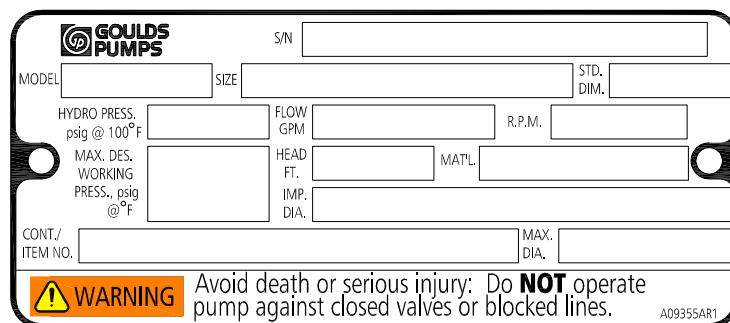 GP GOULDS PUMPS
S/N
MODEL SIZE STD. DIM.
HYDRO PRESS. psig @ 100°F FLOW GPM R.P.M.
MAX. DES. WORKING PRESS., psig @°F HEAD FT. MAT'L.
IMP. DIA.
CONT./ ITEM NO. MAX. DIA.
WARNING
Avoid death or serious injury: Do NOT operate
pump against closed valves or blocked lines.
A09355AR1